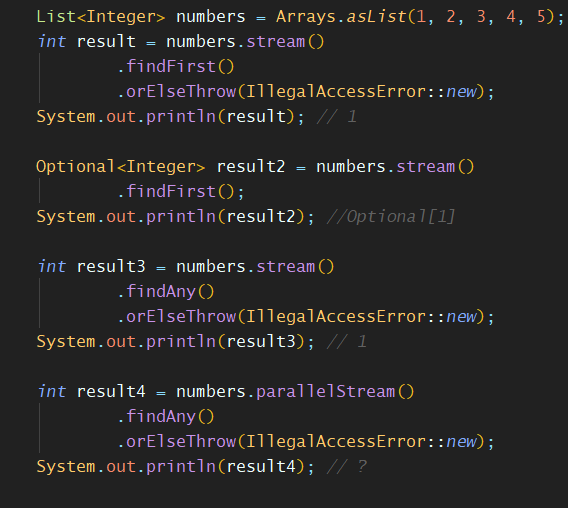 List<Integer> numbers = Arrays.asList(1, 2, 3, 4, 5);
int result = numbers.stream()
        .findFirst()
        .orElseThrow(IllegalAccessError::new);
System.out.println(result); // 1

Optional<Integer> result2 = numbers.stream()
        .findFirst();
System.out.println(result2); //Optional[1]

int result3 = numbers.stream()
        .findAny()
        .orElseThrow(IllegalAccessError::new);
System.out.println(result3); // 1

int result4 = numbers.parallelStream()
        .findAny()
        .orElseThrow(IllegalAccessError::new);
System.out.println(result4); // ?